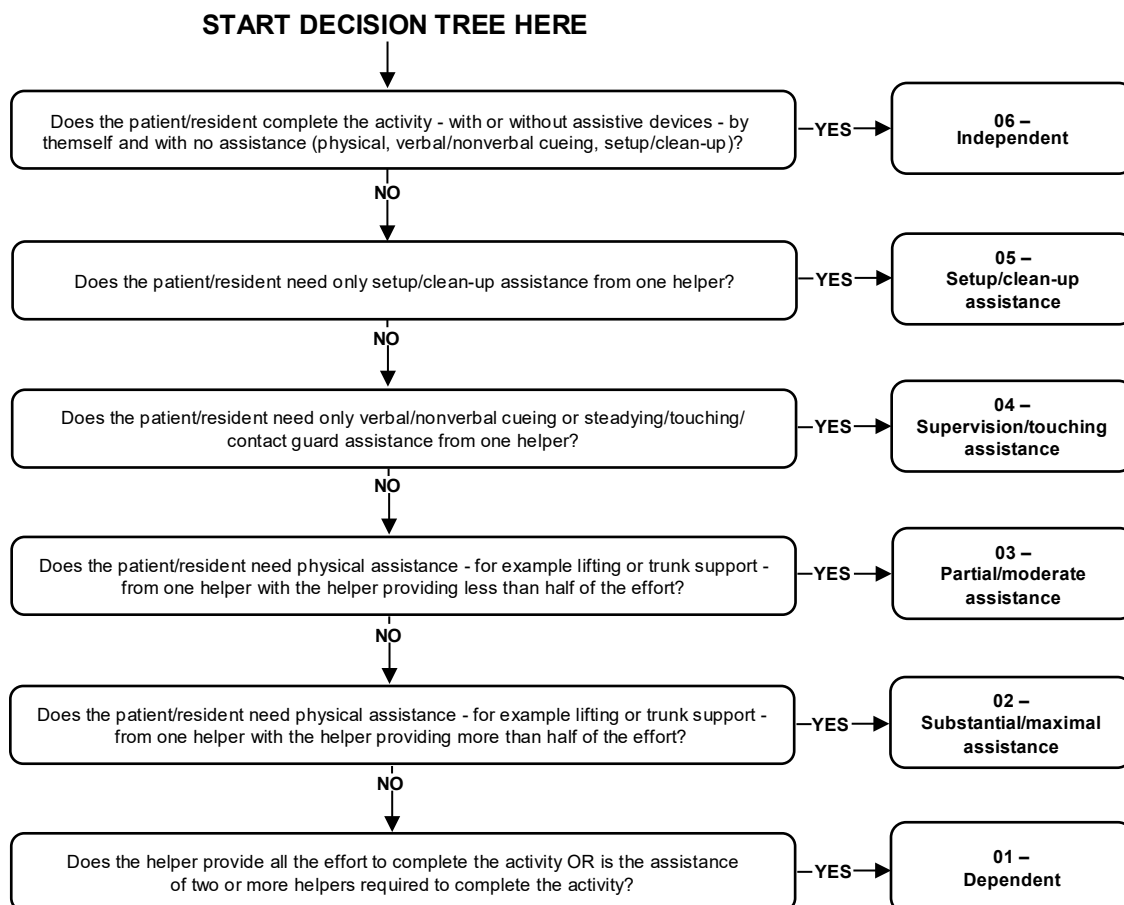 START DECISION TREE HERE
Does the patient/resident complete the activity - with or without assistive devices - by
themself and with no assistance (physical, verbal/nonverbal cueing, setup/clean-up)?
YES
06 –
Independent
NO
Does the patient/resident need only setup/clean-up assistance from one helper?
YES
05 –
Setup/clean-up
assistance
NO
Does the patient/resident need only verbal/nonverbal cueing or steadying/touching/
contact guard assistance from one helper?
YES
04 –
Supervision/touching
assistance
NO
Does the patient/resident need physical assistance - for example lifting or trunk support -
from one helper with the helper providing less than half of the effort?
YES
03 –
Partial/moderate
assistance
NO
Does the patient/resident need physical assistance - for example lifting or trunk support -
from one helper with the helper providing more than half of the effort?
YES
02 –
Substantial/maximal
assistance
NO
Does the helper provide all the effort to complete the activity OR is the assistance
of two or more helpers required to complete the activity?
YES
01 –
Dependent